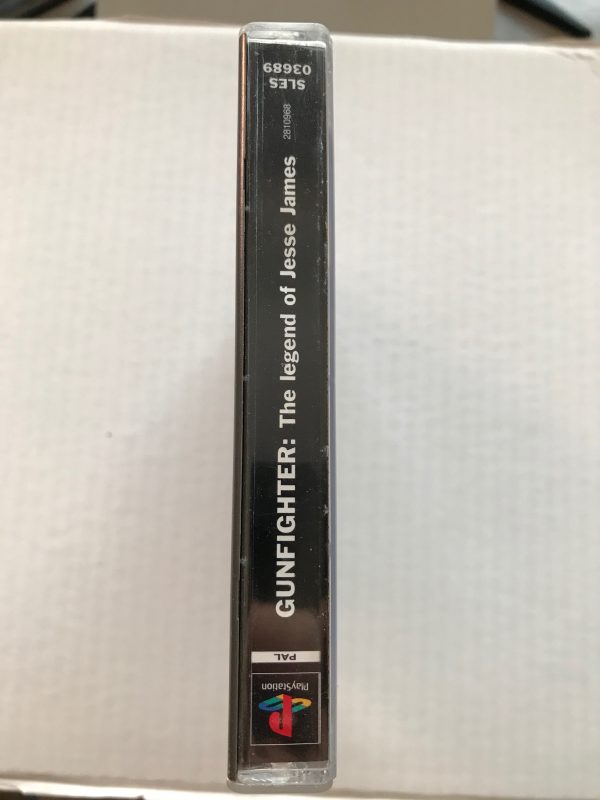 PlayStation
PAL
GUNFIGHTER: The legend of Jesse James
2810968
SLES
03689